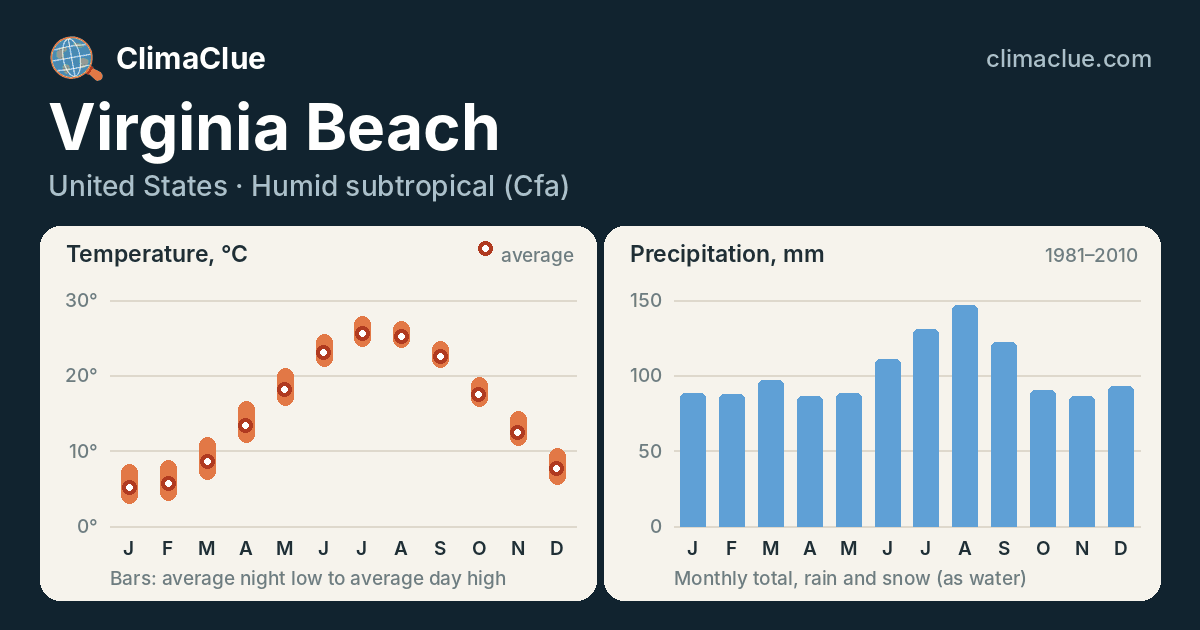 ClimaClue
climaclue.com
Virginia Beach
United States · Humid subtropical (Cfa)
Temperature, °C
average
30°
20°
10°
0°
J F M A M J J A S O N D
Bars: average night low to average day high
Precipitation, mm
1981–2010
150
100
50
0
J F M A M J J A S O N D
Monthly total, rain and snow (as water)